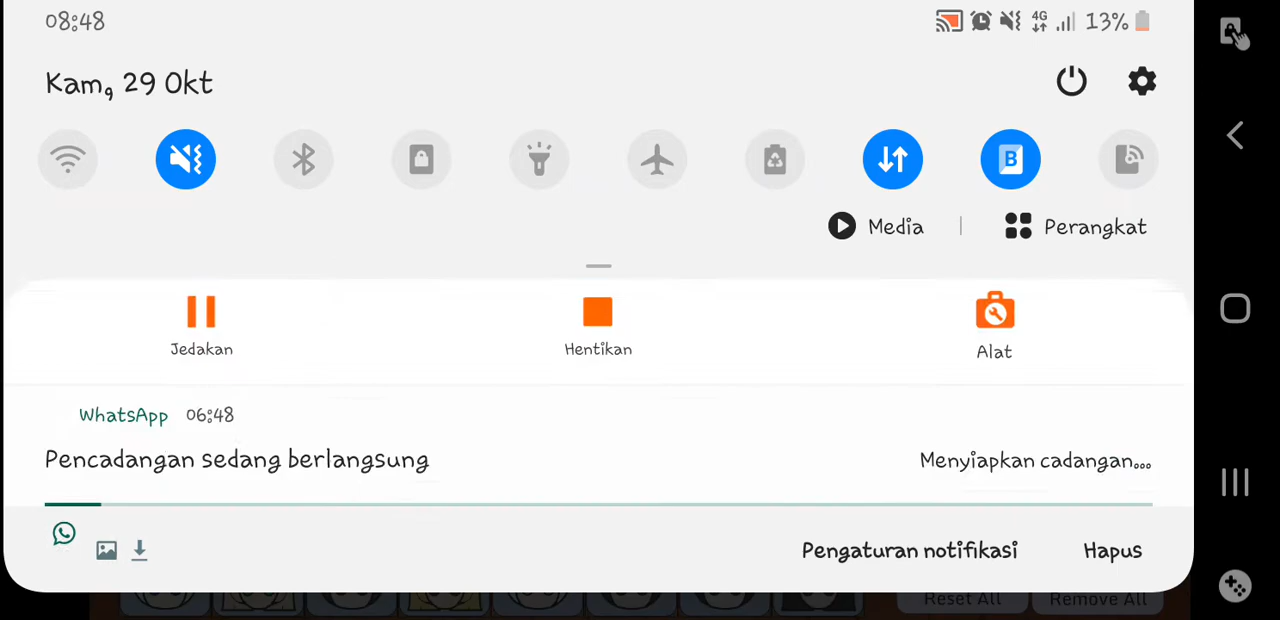 08:48
4G 13%
Kam, 29 Okt
B
Media | Perangkat
Jedakan Hentikan Alat
WhatsApp 06:48
Pencadangan sedang berlangsung Menyiapkan cadangan...
Pengaturan notifikasi Hapus
Reset All Remove All